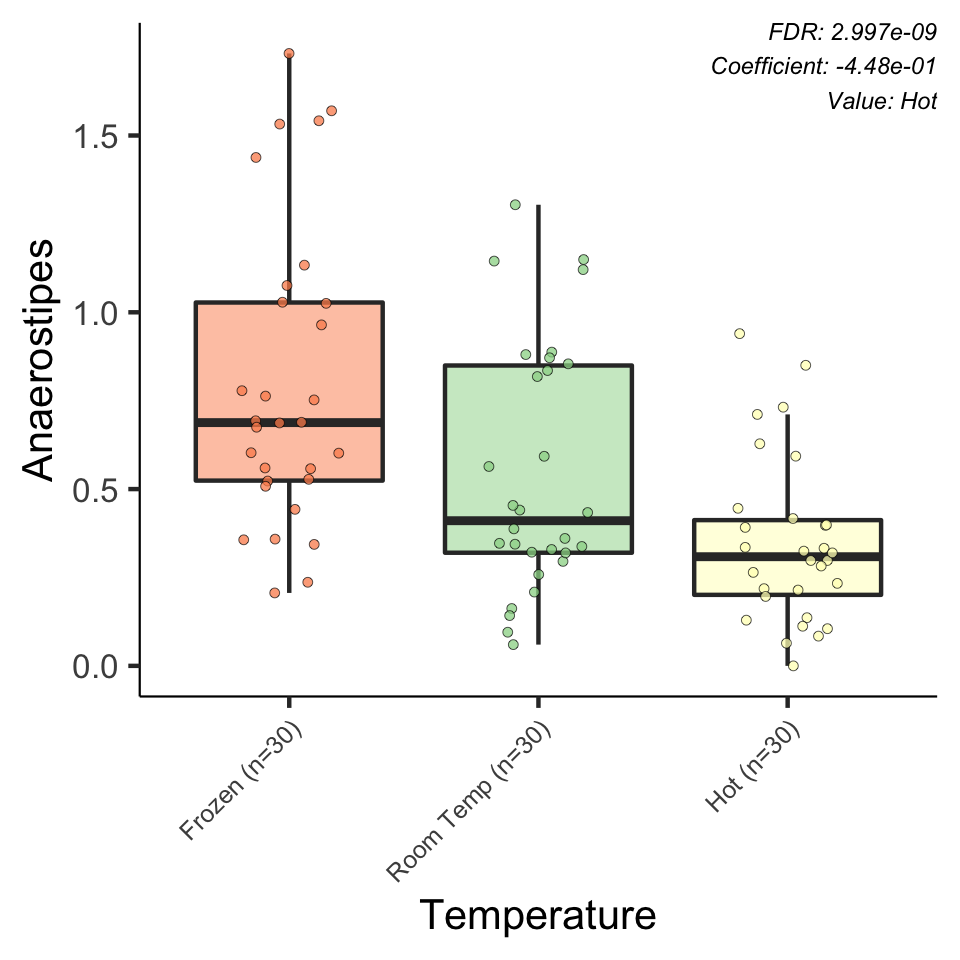 FDR: 2.997e-09
Coefficient: -4.48e-01
Value: Hot
Anaerostipes
1.5
1.0
0.5
0.0
Frozen (n=30)
Room Temp (n=30)
Hot (n=30)
Temperature